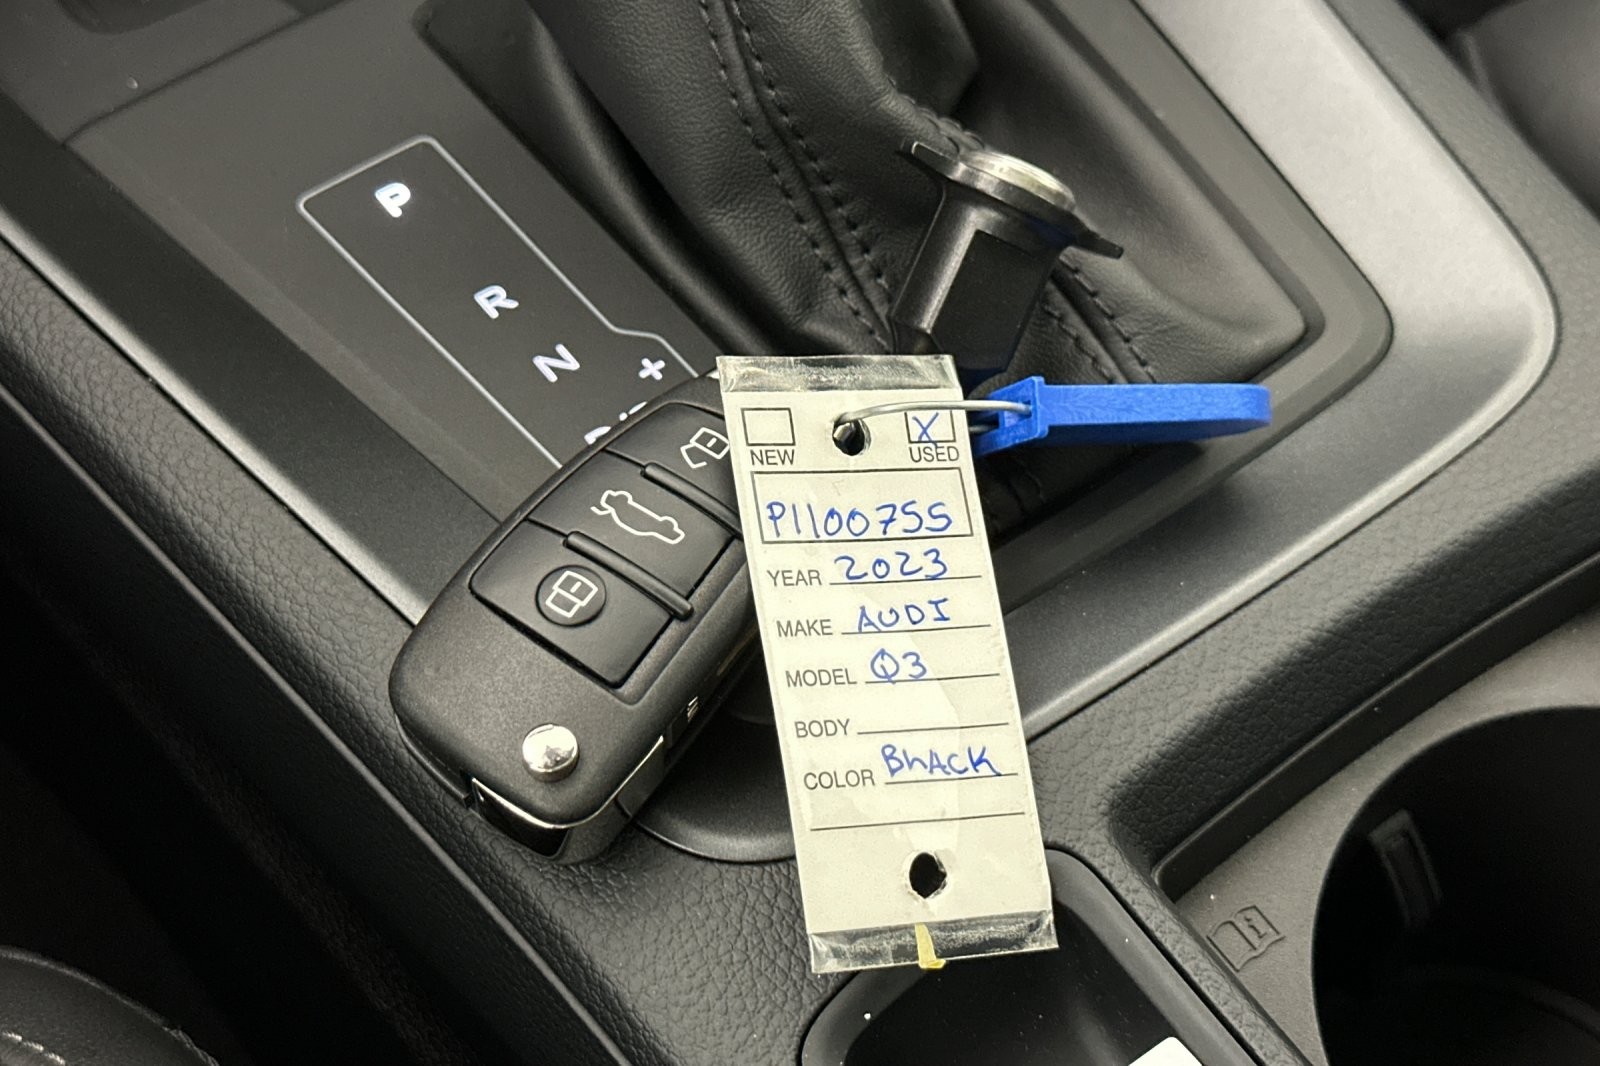 P
R
N
+
NEW
X
USED
P1100755
YEAR 2023
MAKE AUDI
MODEL Q3
BODY
COLOR BLACK